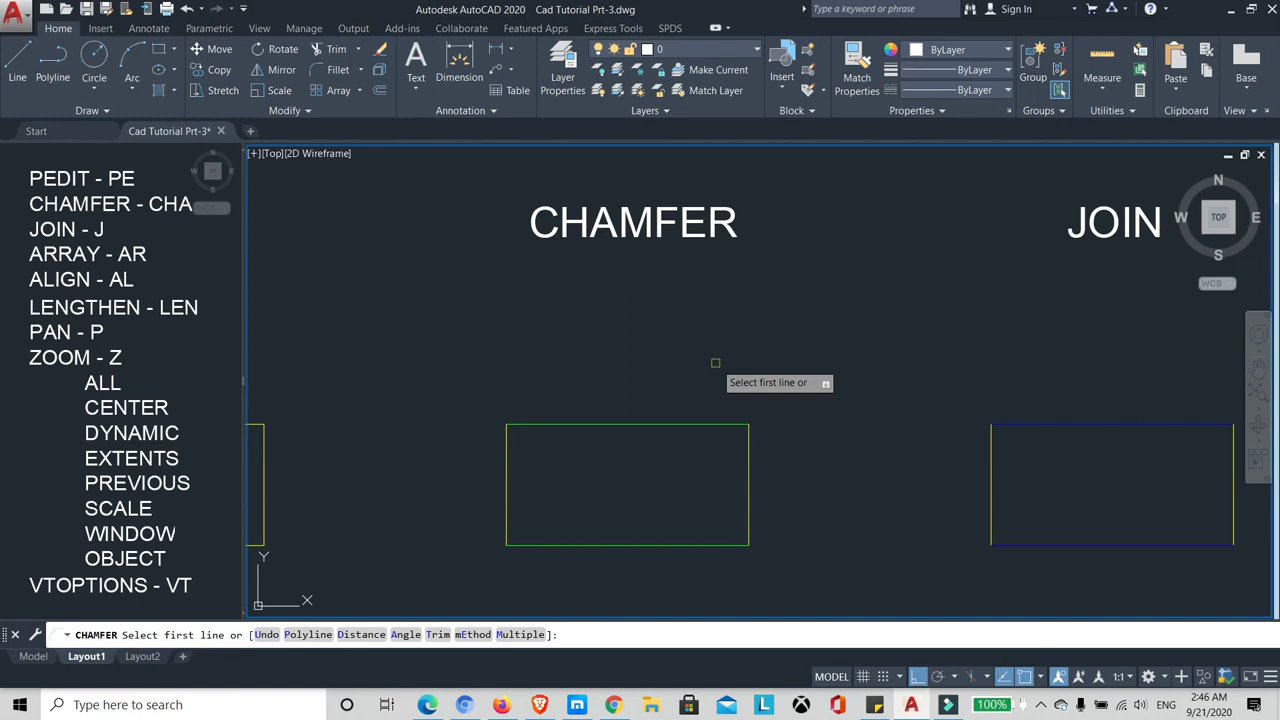 Autodesk AutoCAD 2020 Cad Tutorial Prt-3.dwg
Type a keyword or phrase
Sign In
Home Insert Annotate Parametric View Manage Output Add-ins Collaborate Express Tools Featured Apps SPDS
Move Rotate Trim
Copy Mirror Fillet
Stretch Scale Array
Line Polyline Circle Arc
Text Dimension Table
Layer Properties
0
Make Current
Match Layer
Insert
Match Properties
ByLayer
ByLayer
ByLayer
Group
Measure
Paste
Base
Draw Modify Annotation Layers Block Properties Groups Utilities Clipboard View
Start Cad Tutorial Prt-3*
[+][Top][2D Wireframe]
PEDIT - PE
CHAMFER - CHA
JOIN - J
ARRAY - AR
ALIGN - AL
LENGTHEN - LEN
PAN - P
ZOOM - Z
ALL
CENTER
DYNAMIC
EXTENTS
PREVIOUS
SCALE
WINDOW
OBJECT
VTOPTIONS - VT
CHAMFER
JOIN
N
W TOP E
S
WCS
Select first line or
Y
X
CHAMFER Select first line or [Undo Polyline Distance Angle Trim mEthod Multiple]:
Model Layout1 Layout2
MODEL
1:1
Type here to search
100%
ENG
2:46 AM
9/21/2020